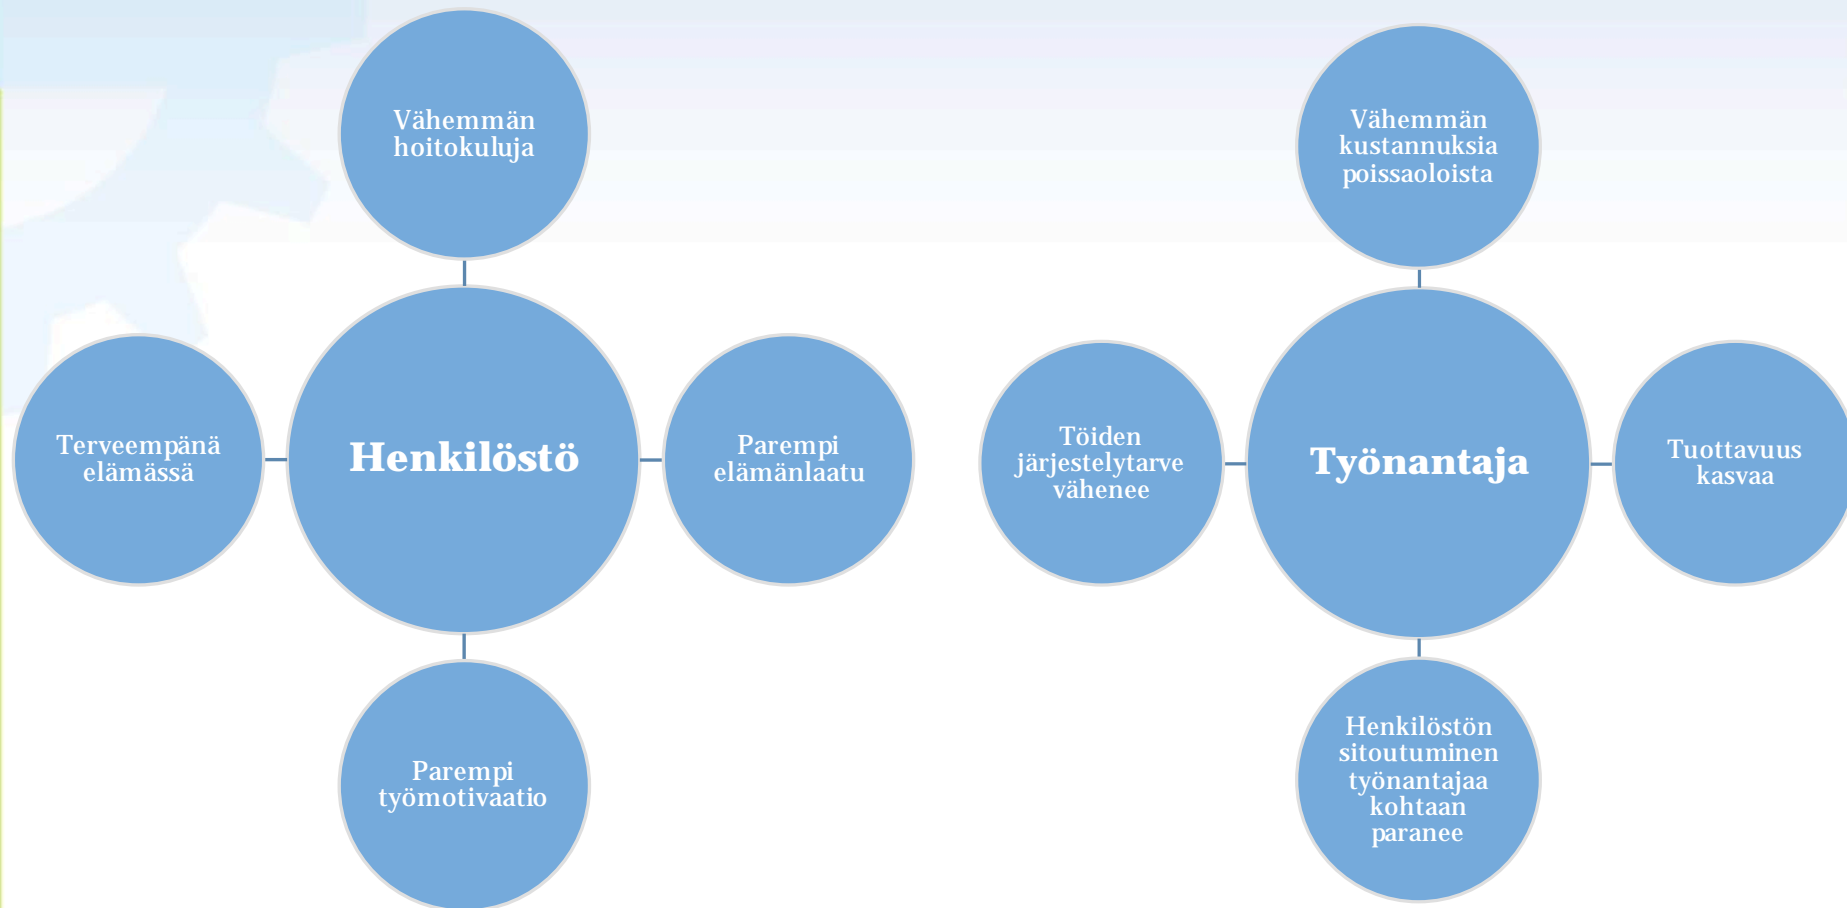 Vähemmän
hoitokuluja
Terveempänä
elämässä
Henkilöstö
Parempi
elämänlaatu
Parempi
työmotivaatio
Vähemmän
kustannuksia
poissaoloista
Töiden
järjestelytarve
vähenee
Työnantaja
Tuottavuus
kasvaa
Henkilöstön
sitoutuminen
työnantajaa
kohtaan
paranee